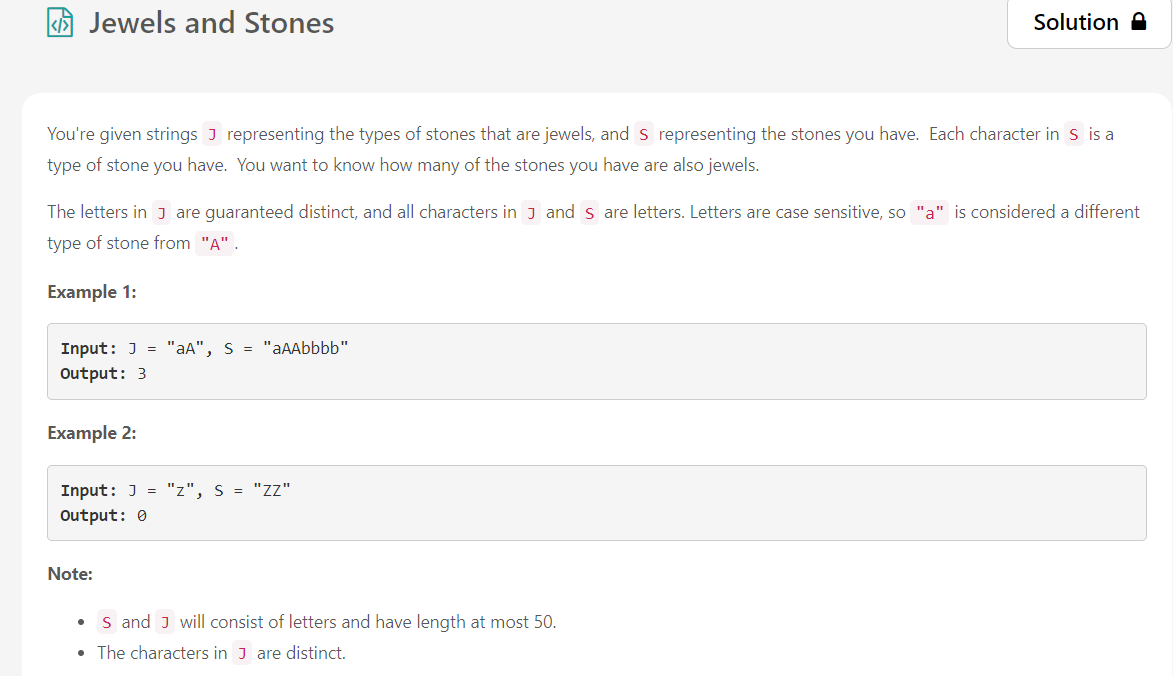 Jewels and Stones
Solution
You're given strings J representing the types of stones that are jewels, and S representing the stones you have. Each character in S is a
type of stone you have. You want to know how many of the stones you have are also jewels.
The letters in J are guaranteed distinct, and all characters in J and S are letters. Letters are case sensitive, so "a" is considered a different
type of stone from "A".
Example 1:
Input: J = "aA", S = "aAAbbbb"
Output: 3
Example 2:
Input: J = "z", S = "ZZ"
Output: 0
Note:
S and J will consist of letters and have length at most 50.
The characters in J are distinct.